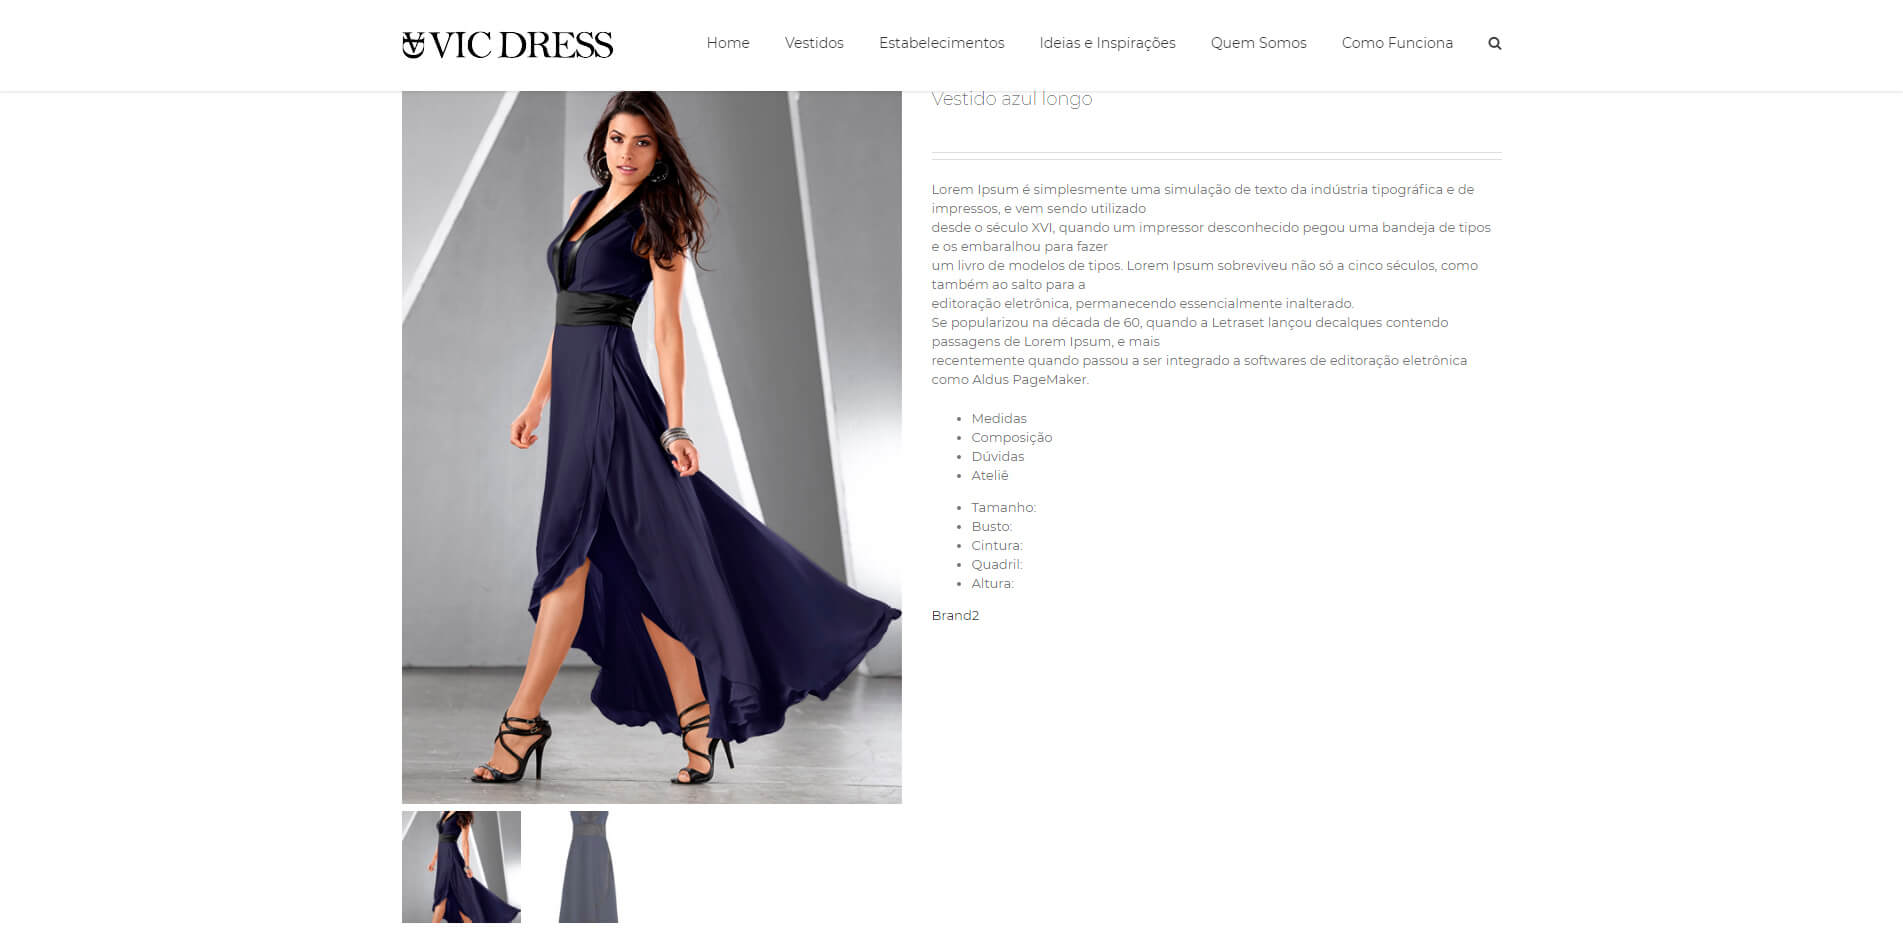 VIC DRESS
Home Vestidos Estabelecimentos Ideias e Inspirações Quem Somos Como Funciona
Vestido azul longo
Lorem Ipsum é simplesmente uma simulação de texto da indústria tipográfica e de
impressos, e vem sendo utilizado
desde o século XVI, quando um impressor desconhecido pegou uma bandeja de tipos
e os embaralhou para fazer
um livro de modelos de tipos. Lorem Ipsum sobreviveu não só a cinco séculos, como
também ao salto para a
editoração eletrônica, permanecendo essencialmente inalterado.
Se popularizou na década de 60, quando a Letraset lançou decalques contendo
passagens de Lorem Ipsum, e mais
recentemente quando passou a ser integrado a softwares de editoração eletrônica
como Aldus PageMaker.
• Medidas
• Composição
• Dúvidas
• Ateliê
• Tamanho:
• Busto:
• Cintura:
• Quadril:
• Altura:
Brand2